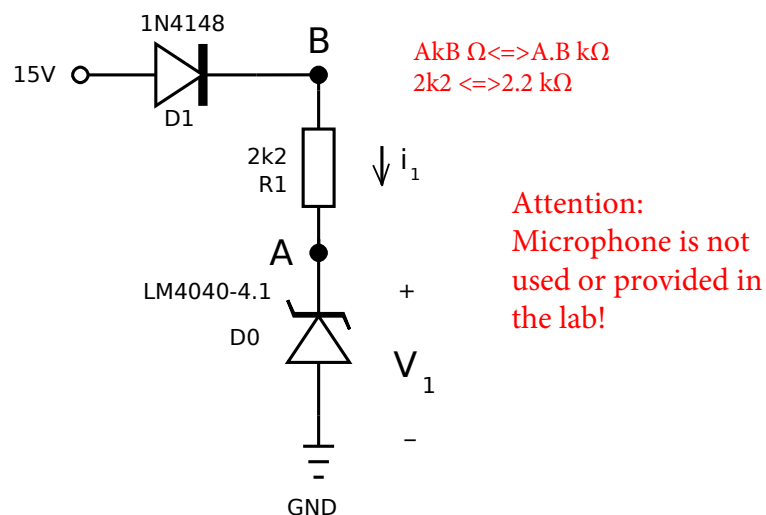 1N4148
15V
D1
B
AkB Ω<=>A.B kΩ
2k2 <=>2.2 kΩ
2k2
R1
i1
Attention:
Microphone is not
used or provided in
the lab!
A
LM4040-4.1
D0
+
V1
–
GND